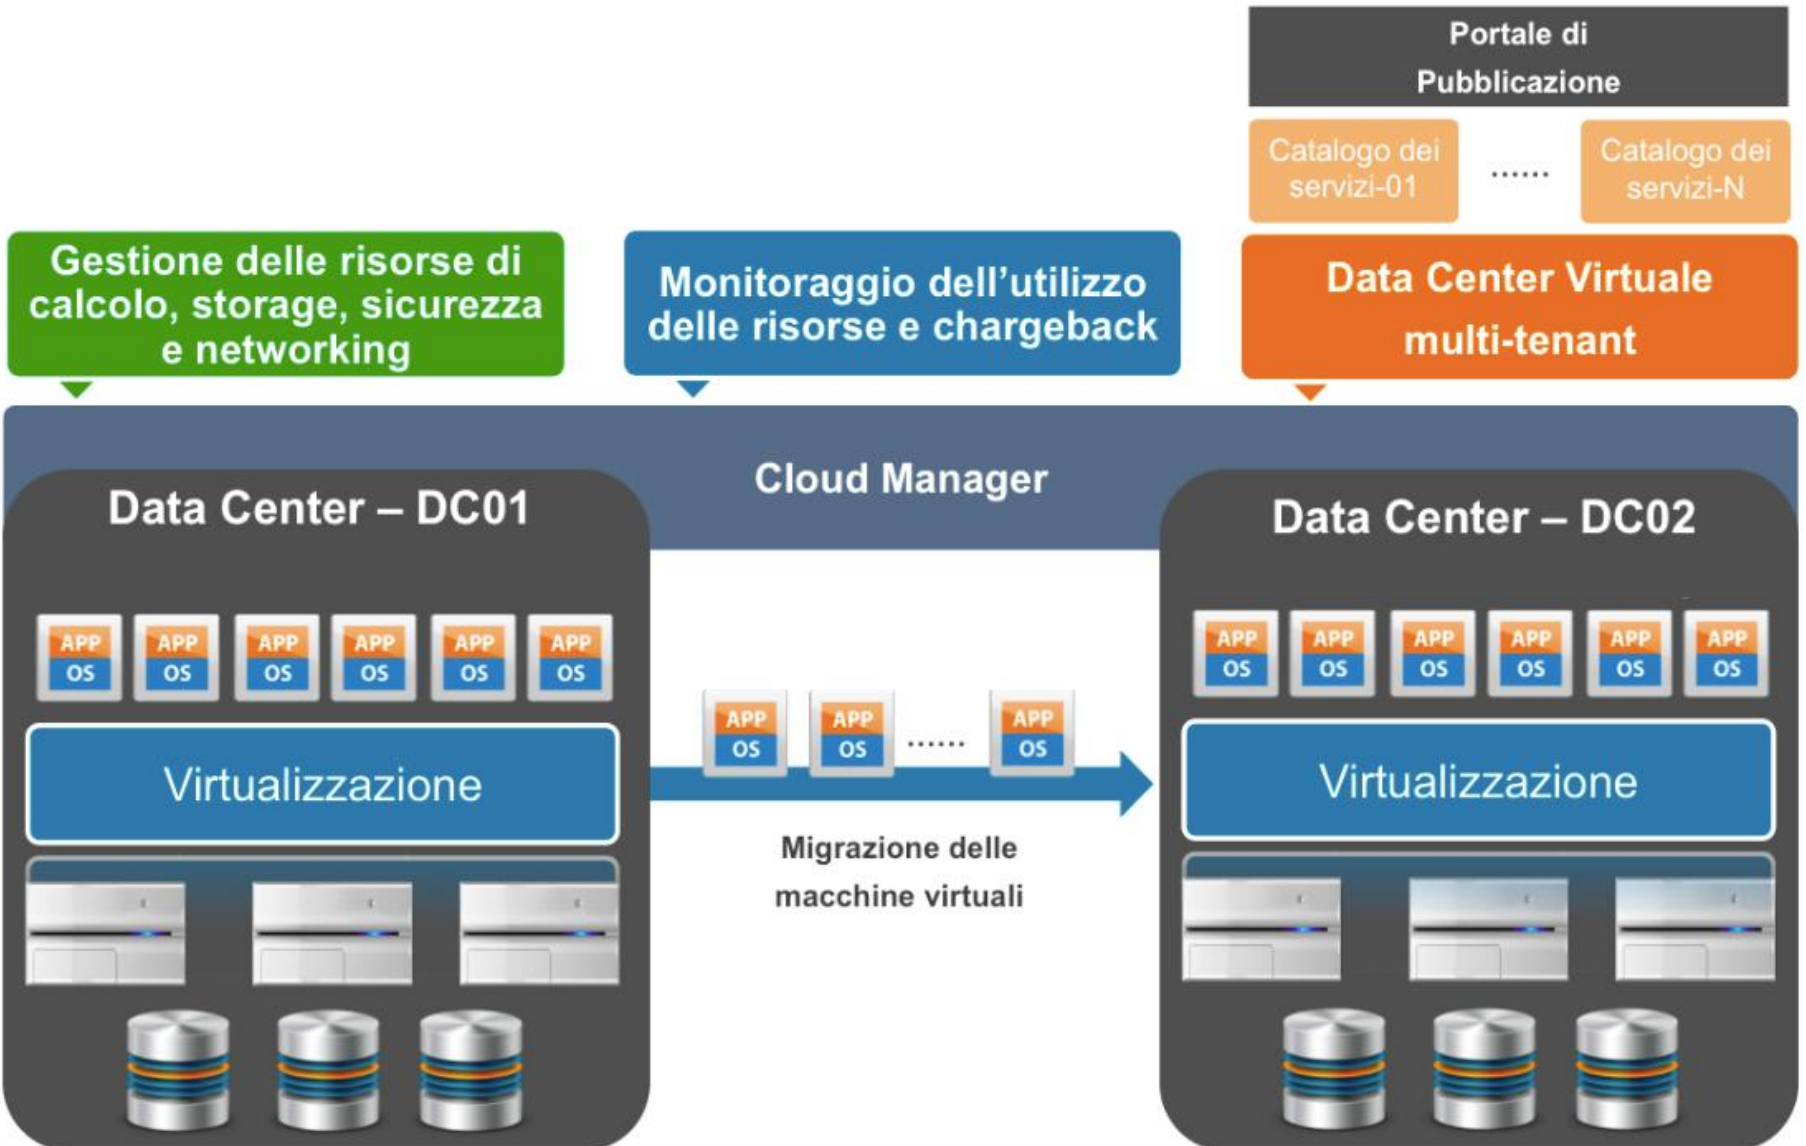 Portale di
Pubblicazione
Catalogo dei
servizi-01
......
Catalogo dei
servizi-N
Gestione delle risorse di
calcolo, storage, sicurezza
e networking
Monitoraggio dell'utilizzo
delle risorse e chargeback
Data Center Virtuale
multi-tenant
Cloud Manager
Data Center – DC01
APP
OS
APP
OS
APP
OS
APP
OS
APP
OS
APP
OS
Virtualizzazione
APP
OS
APP
OS
......
APP
OS
Migrazione delle
macchine virtuali
Data Center – DC02
APP
OS
APP
OS
APP
OS
APP
OS
APP
OS
APP
OS
Virtualizzazione